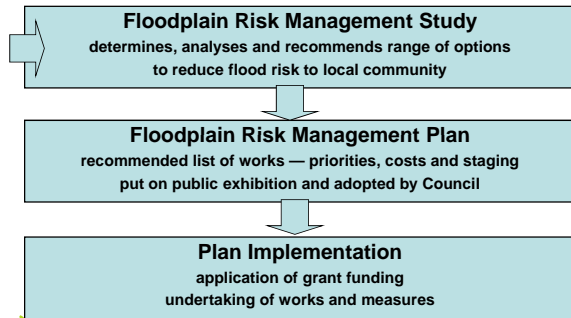 Floodplain Risk Management Study
determines, analyses and recommends range of options
to reduce flood risk to local community
Floodplain Risk Management Plan
recommended list of works — priorities, costs and staging
put on public exhibition and adopted by Council
Plan Implementation
application of grant funding
undertaking of works and measures